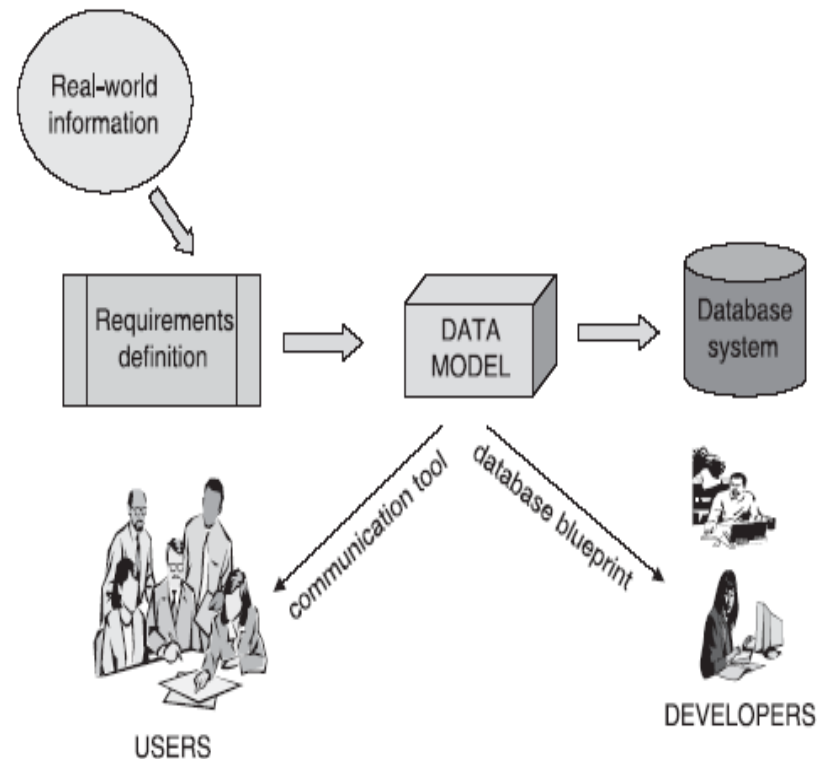 Real-world
information
Requirements
definition
DATA
MODEL
Database
system
communication tool
database blueprint
USERS
DEVELOPERS